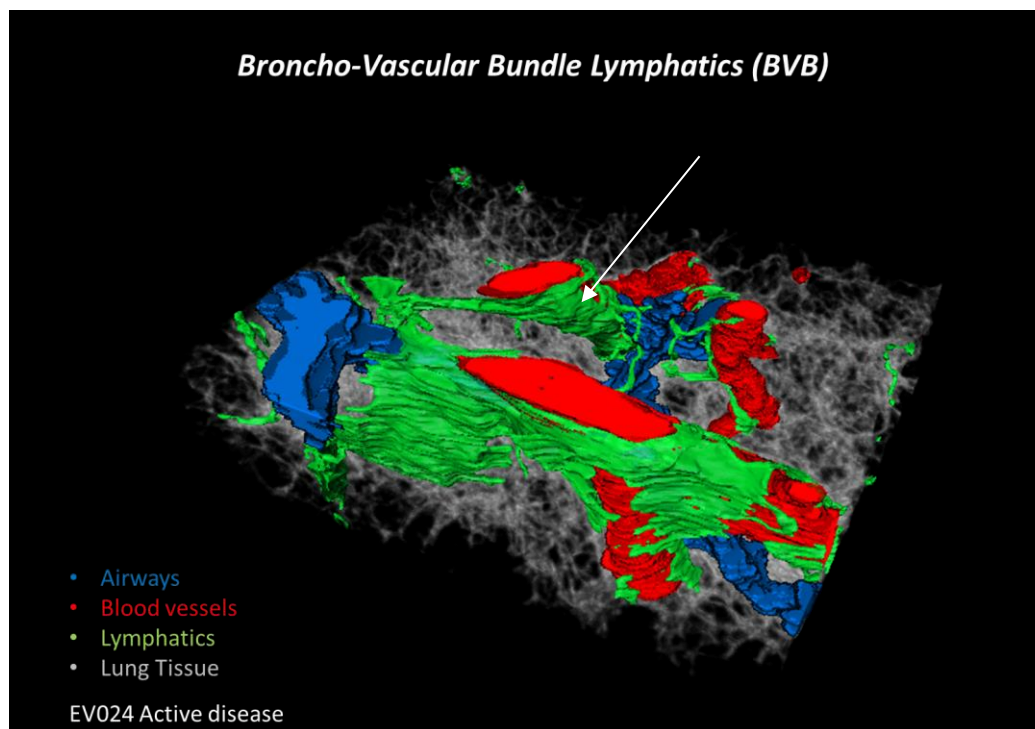 Broncho-Vascular Bundle Lymphatics (BVB)
• Airways
• Blood vessels
• Lymphatics
• Lung Tissue
EV024 Active disease